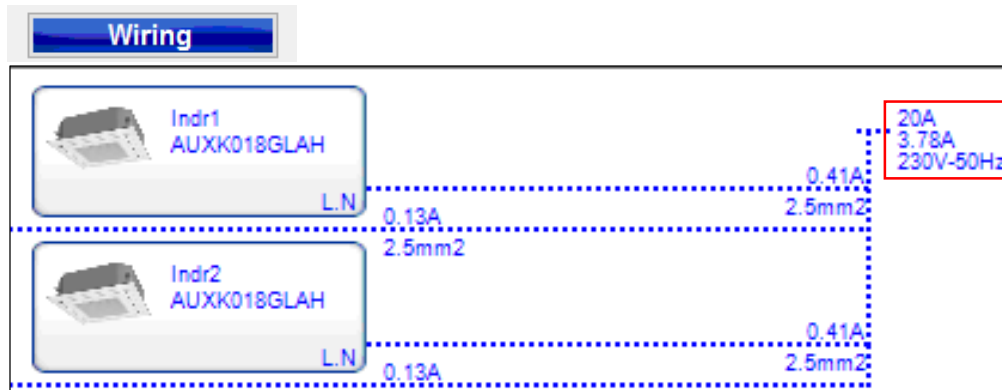 Wiring
Indr1
AUXK018GLAH
L.N
20A
3.78A
230V-50Hz
0.41A
2.5mm2
0.13A
2.5mm2
Indr2
AUXK018GLAH
L.N
0.41A
2.5mm2
0.13A